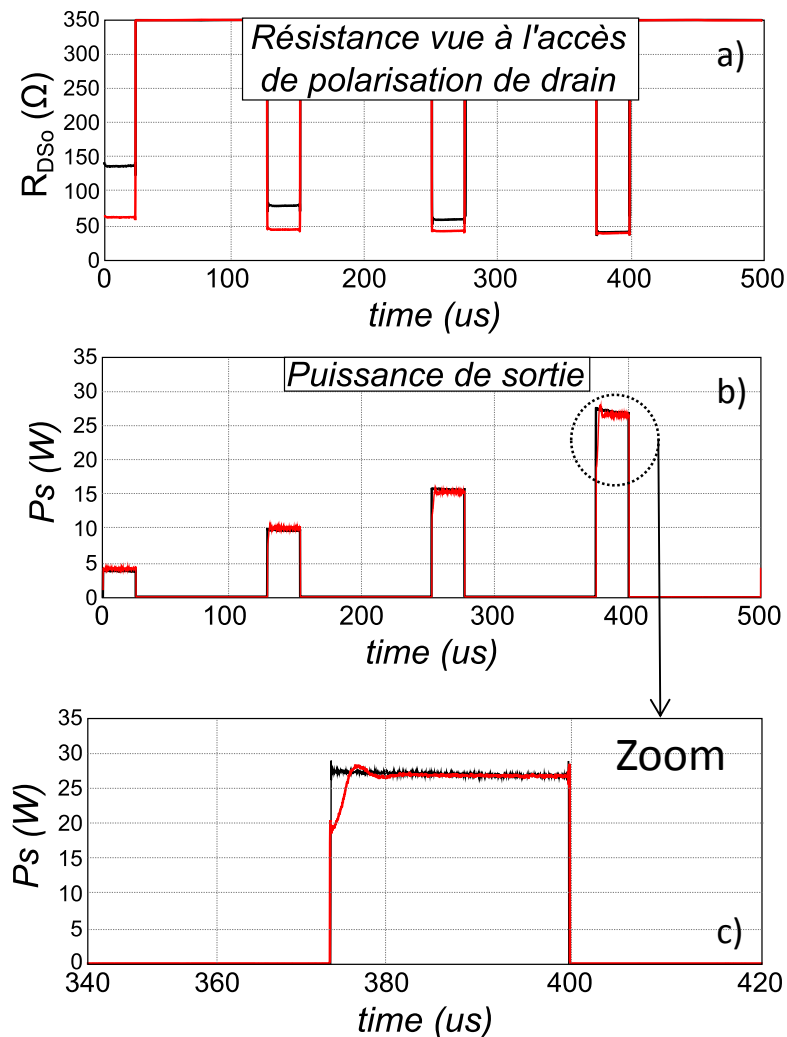 350
300
250
200
150
100
50
0
R_DSo (Ω)
Résistance vue à l'accès
de polarisation de drain
a)
0 100 200 300 400 500
time (us)
35
30
25
20
15
10
5
0
Ps (W)
Puissance de sortie
b)
0 100 200 300 400 500
time (us)
35
30
25
20
15
10
5
0
Ps (W)
Zoom
c)
340 360 380 400 420
time (us)